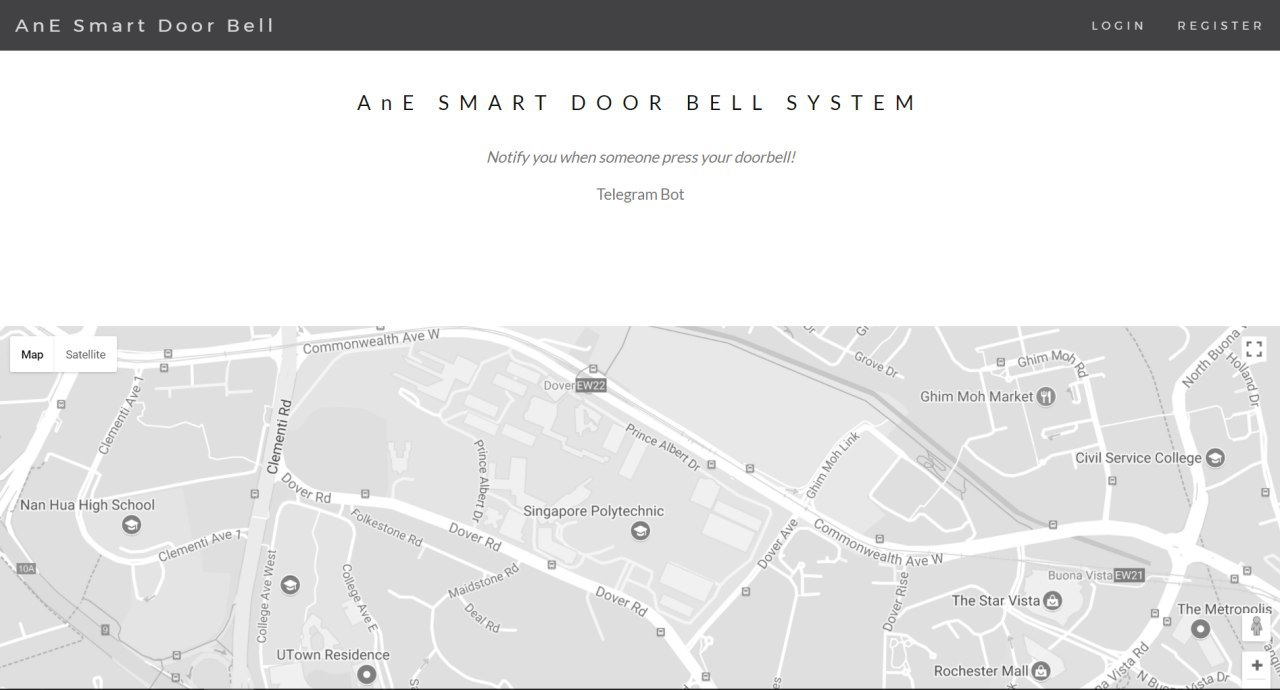 AnE Smart Door Bell
LOGIN
REGISTER
AnE SMART DOOR BELL SYSTEM
Notify you when someone press your doorbell!
Telegram Bot
Map
Satellite
Commonwealth Ave W
Grove Dr
Ghim Moh Rd
North Buona
Holland Dr
Dover EW22
Clementi Ave 1
Clementi Rd
Ghim Moh Market
Prince Albert Dr
Prince Albert Dr
Ghim Moh Link
Civil Service College
Nan Hua High School
Dover Rd
Singapore Polytechnic
Folkestone Rd
Dover Rd
Dover Ave
Commonwealth Ave W
Clementi Ave 1
10A
College Ave West
College Ave E
Maidstone Rd
Deal Rd
Dover Rd
Dover Rise
Buona Vista EW21
The Star Vista
The Metropolis
9
UTown Residence
Rochester Mall